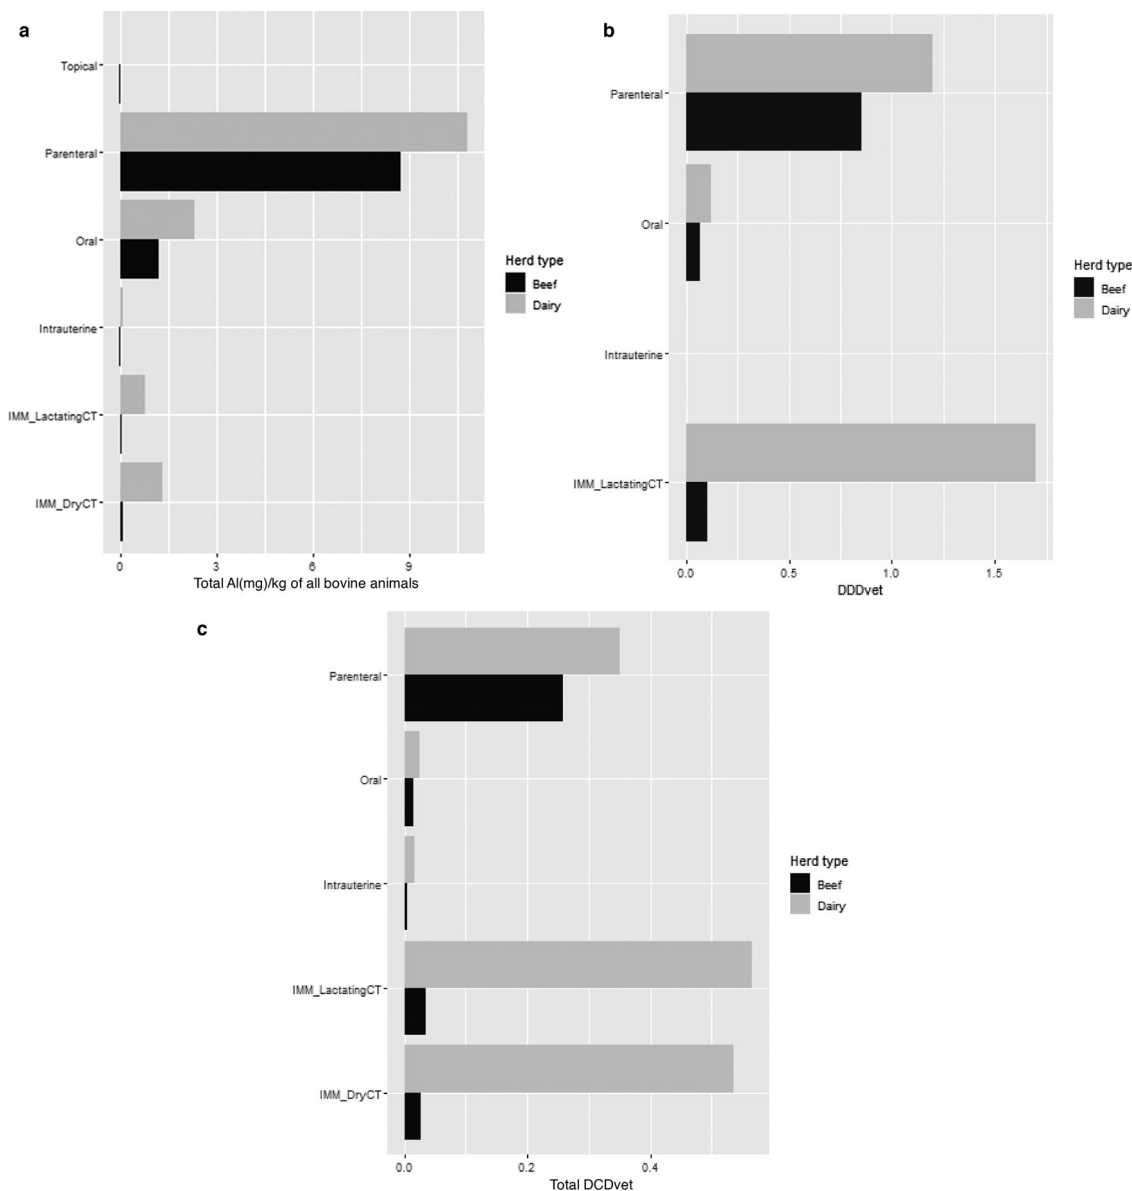 a
Topical
Parenteral
Oral
Intrauterine
IMM_LactatingCT
IMM_DryCT
0 3 6 9
Total AI(mg)/kg of all bovine animals
Herd type
Beef
Dairy
b
Parenteral
Oral
Intrauterine
IMM_LactatingCT
0.0 0.5 1.0 1.5
DDDvet
Herd type
Beef
Dairy
c
Parenteral
Oral
Intrauterine
IMM_LactatingCT
IMM_DryCT
0.0 0.2 0.4
Total DCDvet
Herd type
Beef
Dairy